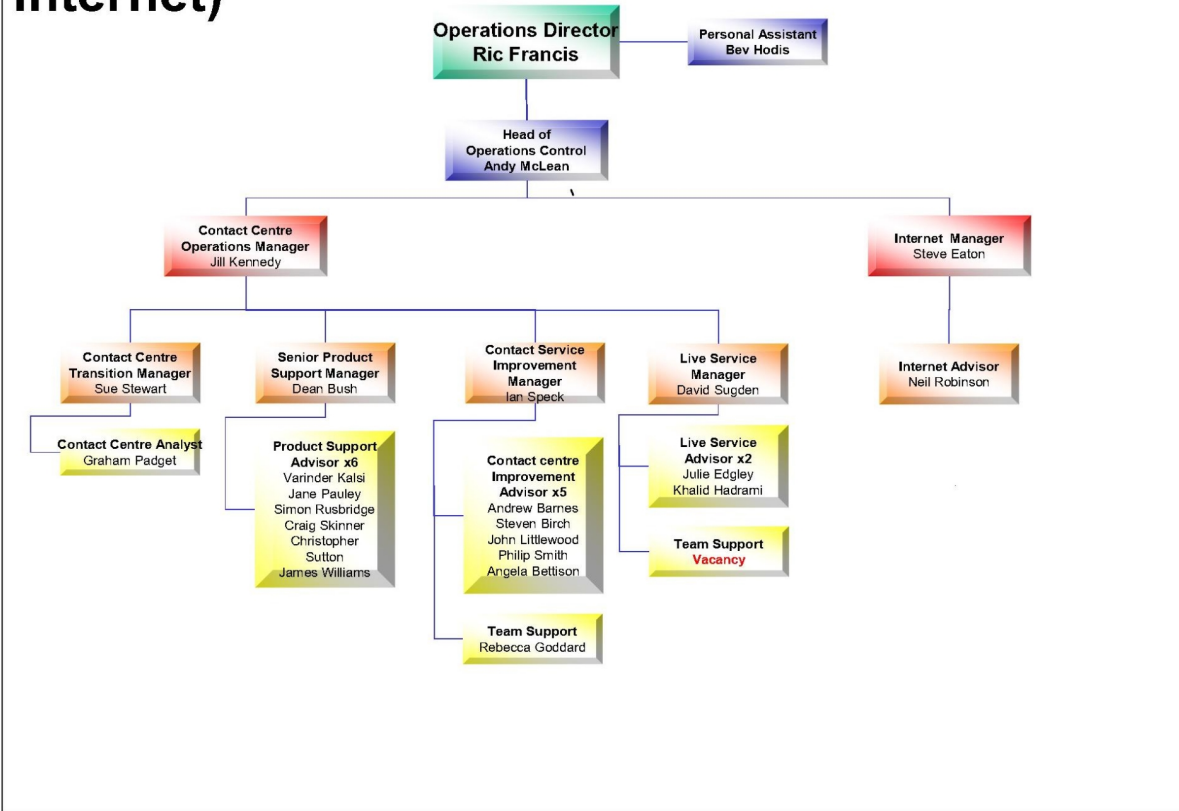 Internet)
Operations Director
Ric Francis
Personal Assistant
Bev Hodis
Head of
Operations Control
Andy McLean
Contact Centre
Operations Manager
Jill Kennedy
Internet Manager
Steve Eaton
Contact Centre
Transition Manager
Sue Stewart
Senior Product
Support Manager
Dean Bush
Contact Service
Improvement
Manager
Ian Speck
Live Service
Manager
David Sugden
Internet Advisor
Neil Robinson
Contact Centre Analyst
Graham Padget
Product Support
Advisor x6
Varinder Kalsi
Jane Pauley
Simon Rusbridge
Craig Skinner
Christopher
Sutton
James Williams
Contact centre
Improvement
Advisor x5
Andrew Barnes
Steven Birch
John Littlewood
Philip Smith
Angela Bettison
Live Service
Advisor x2
Julie Edgley
Khalid Hadrami
Team Support
Vacancy
Team Support
Rebecca Goddard